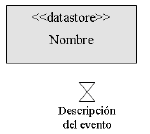 <<datastore>>
Nombre
Descripción
del evento